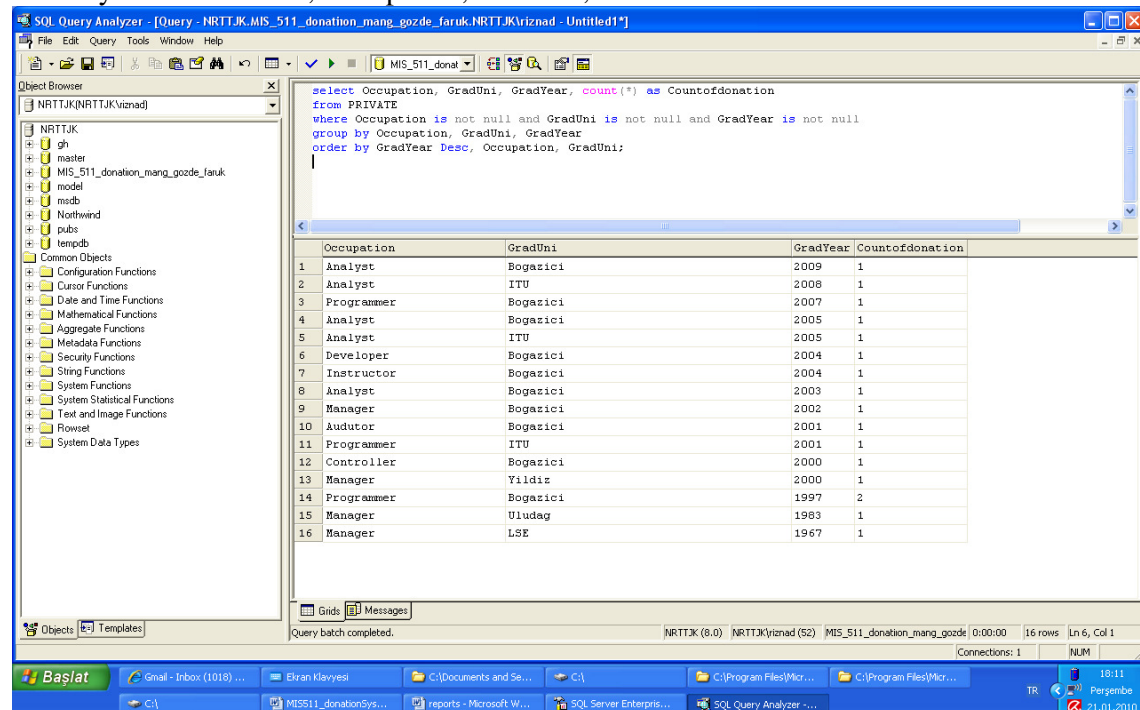 SQL Query Analyzer - [Query - NRTTJK.MIS_511_donatiion_mang_gozde_faruk.NRTTJK\riznad - Untitled1*]
File Edit Query Tools Window Help
MIS_511_donat
Object Browser
NRTTJK(NRTTJK\riznad)
NRTTJK
gh
master
MIS_511_donatiion_mang_gozde_faruk
model
msdb
Northwind
pubs
tempdb
Common Objects
Configuration Functions
Cursor Functions
Date and Time Functions
Mathematical Functions
Aggregate Functions
Metadata Functions
Security Functions
String Functions
System Functions
System Statistical Functions
Text and Image Functions
Rowset
System Data Types
Objects Templates
select Occupation, GradUni, GradYear, count(*) as Countofdonation
from PRIVATE
where Occupation is not null and GradUni is not null and GradYear is not null
group by Occupation, GradUni, GradYear
order by GradYear Desc, Occupation, GradUni;
Occupation GradUni GradYear Countofdonation
1 Analyst Bogazici 2009 1
2 Analyst ITU 2008 1
3 Programmer Bogazici 2007 1
4 Analyst Bogazici 2005 1
5 Analyst ITU 2005 1
6 Developer Bogazici 2004 1
7 Instructor Bogazici 2004 1
8 Analyst Bogazici 2003 1
9 Manager Bogazici 2002 1
10 Audutor Bogazici 2001 1
11 Programmer ITU 2001 1
12 Controller Bogazici 2000 1
13 Manager Yildiz 2000 1
14 Programmer Bogazici 1997 2
15 Manager Uludag 1983 1
16 Manager LSE 1967 1
Grids Messages
Query batch completed. NRTTJK (8.0) NRTTJK\riznad (52) MIS_511_donatiion_mang_gozde 0:00:00 16 rows Ln 6, Col 1
Connections: 1 NUM
Başlat Gmail - Inbox (1018) ... Ekran Klavyesi C:\Documents and Se... C:\ C:\Program Files\Micr... C:\Program Files\Micr... 18:11
TR Perşembe
C:\ MIS511_donationSys... reports - Microsoft W... SQL Server Enterpris... SQL Query Analyzer -... 21.01.2010